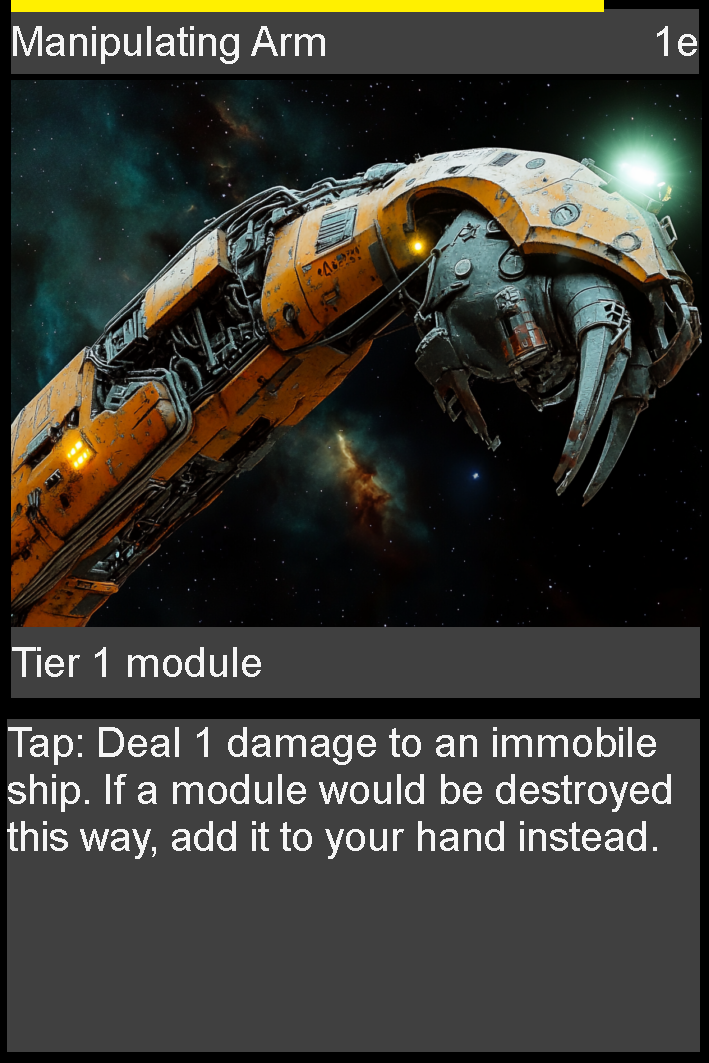 Manipulating Arm 1e
Tier 1 module
Tap: Deal 1 damage to an immobile
ship. If a module would be destroyed
this way, add it to your hand instead.